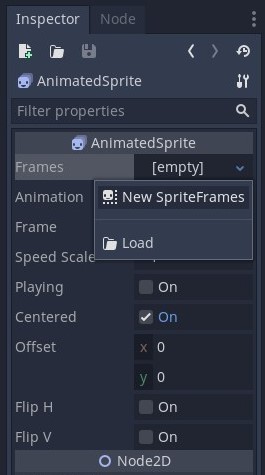 Inspector Node
AnimatedSprite
Filter properties
AnimatedSprite
Frames [empty]
Animation New SpriteFrames
Frame
Load
Speed Scale
Playing On
Centered On
Offset x 0
y 0
Flip H On
Flip V On
Node2D